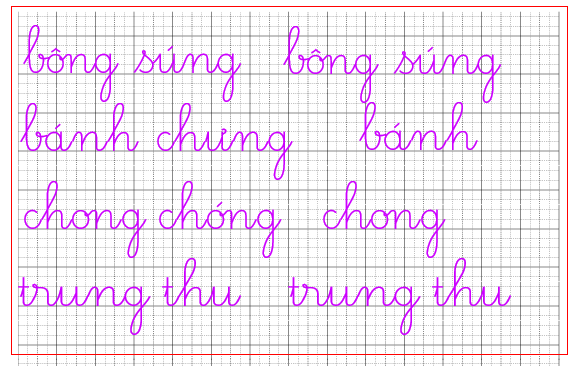 bông súng bông súng
bánh chưng bánh
chong chóng chong
trung thu trung thu